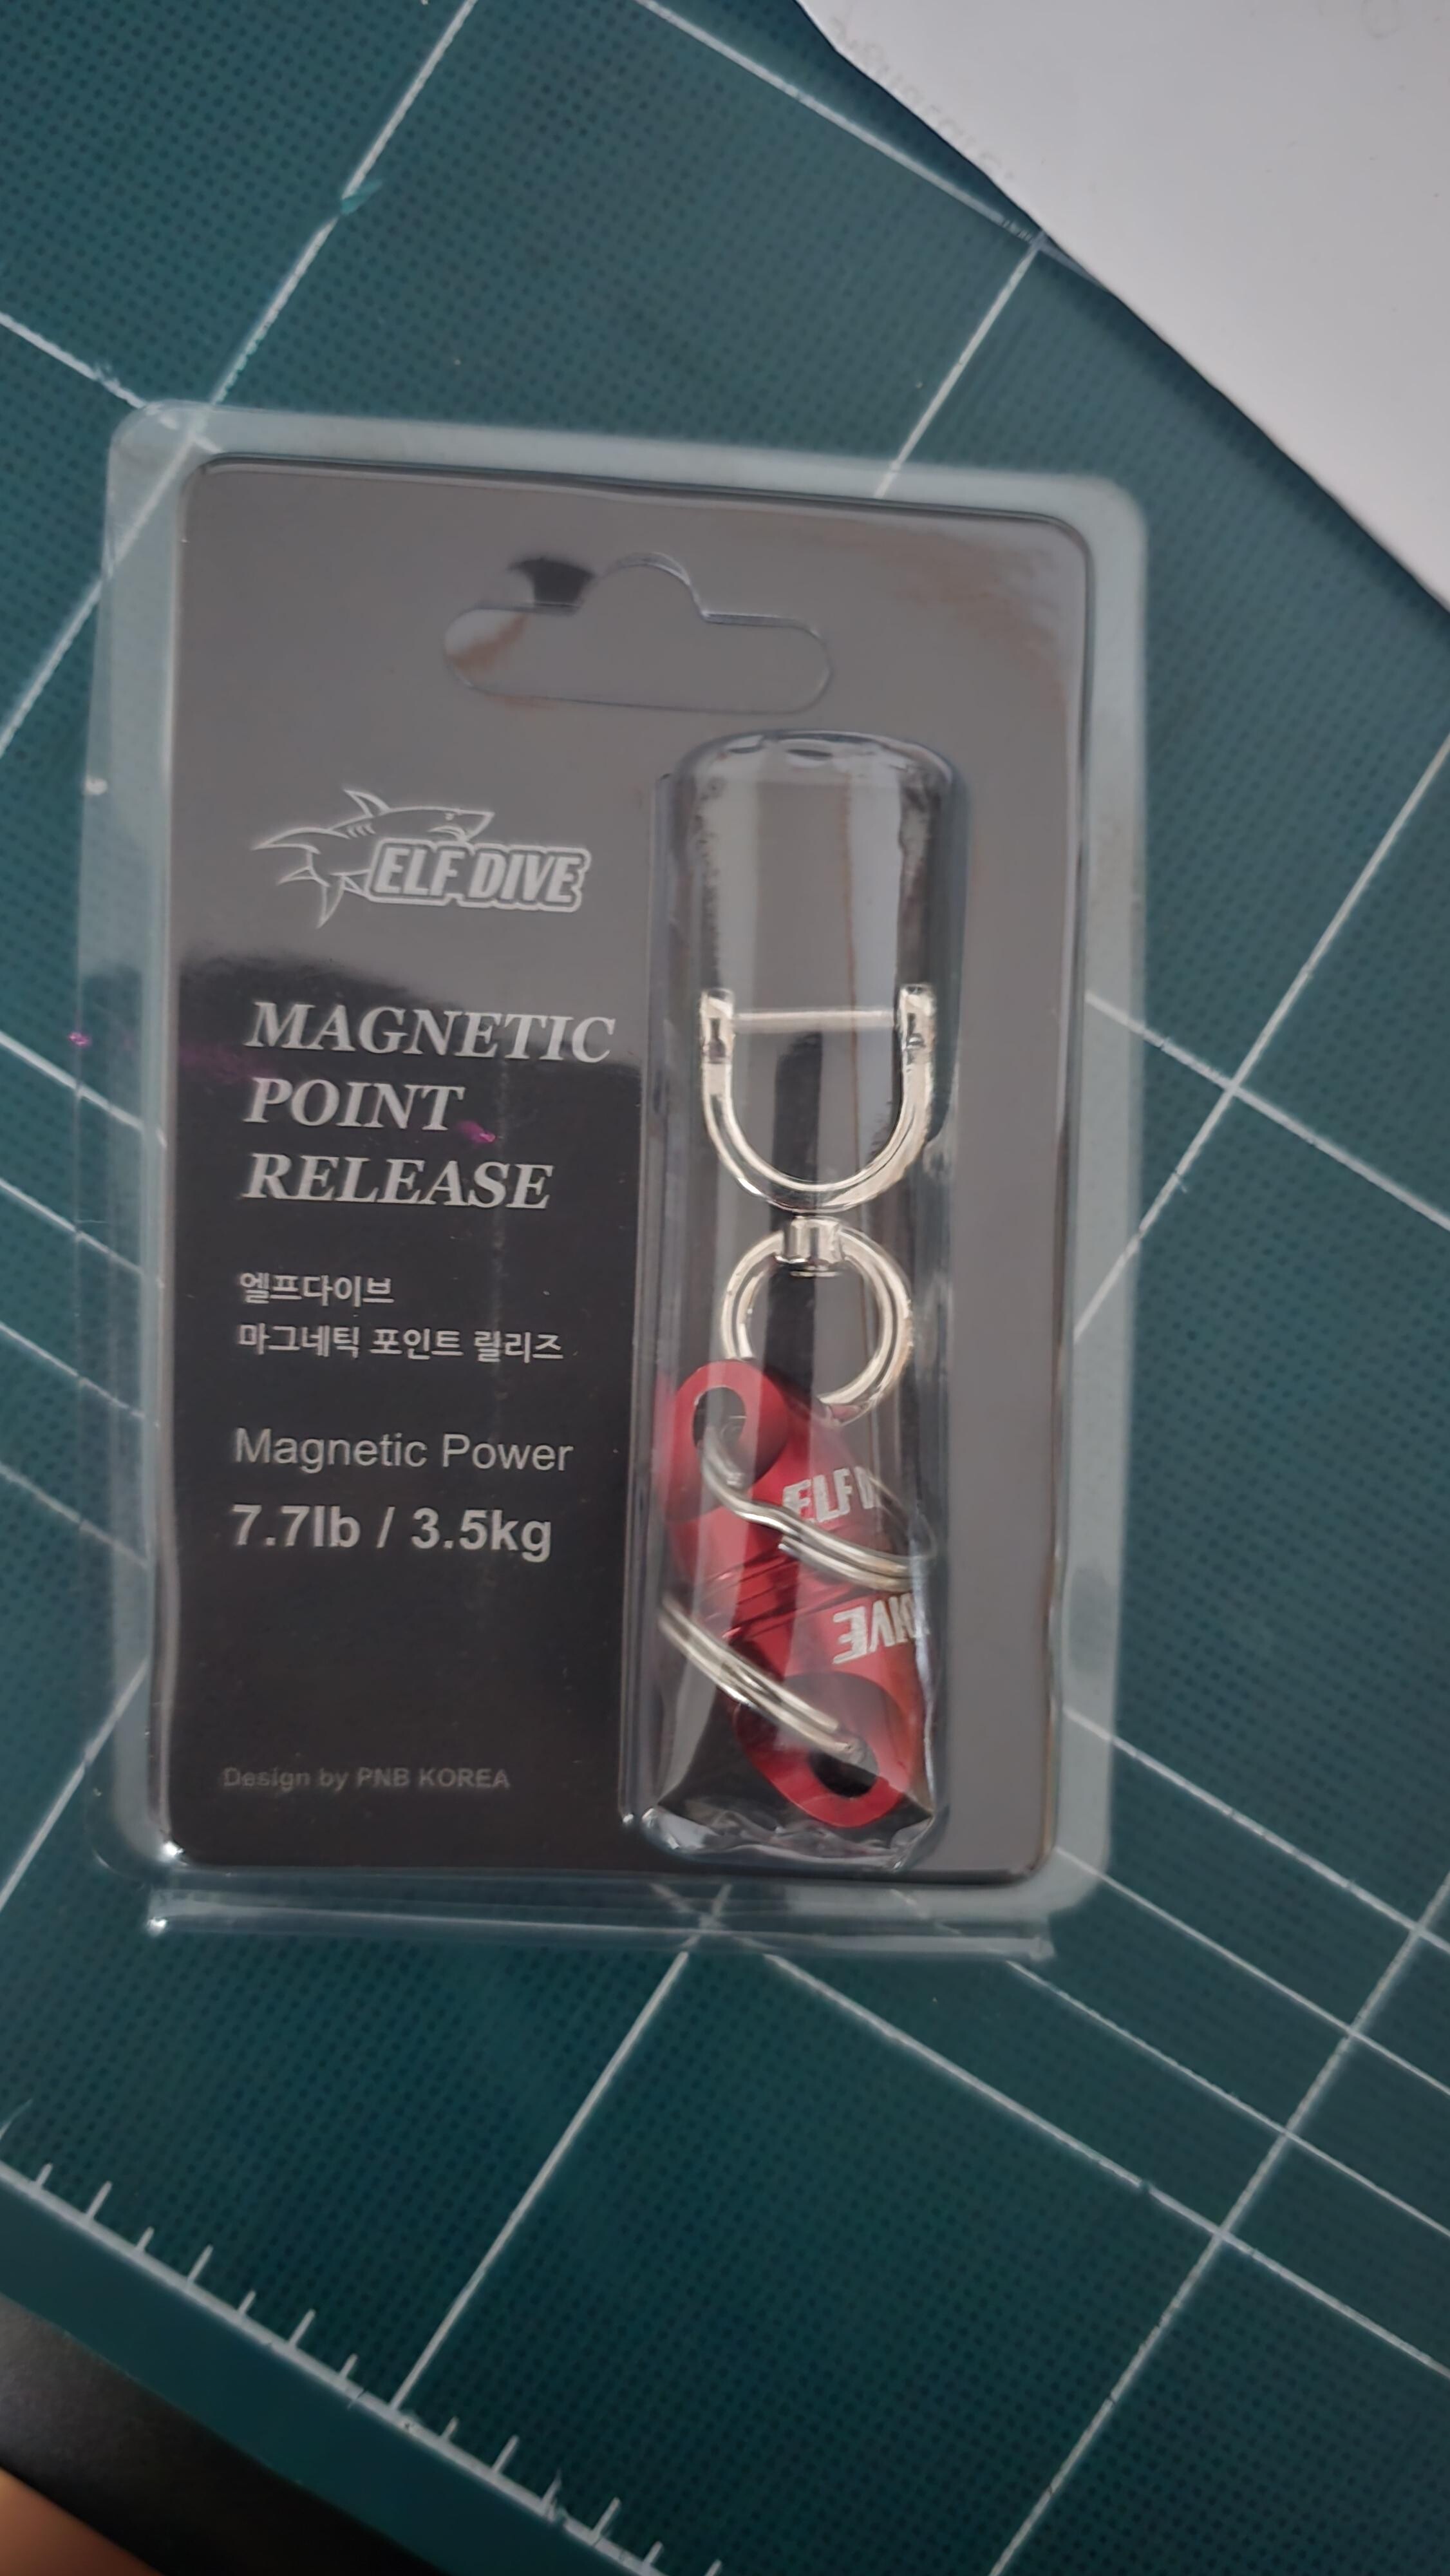 ELF DIVE
MAGNETIC
POINT
RELEASE
엘프다이브
마그네틱 포인트 릴리즈
Magnetic Power
7.7lb / 3.5kg
Design by PNB KOREA
ELF
DIVE